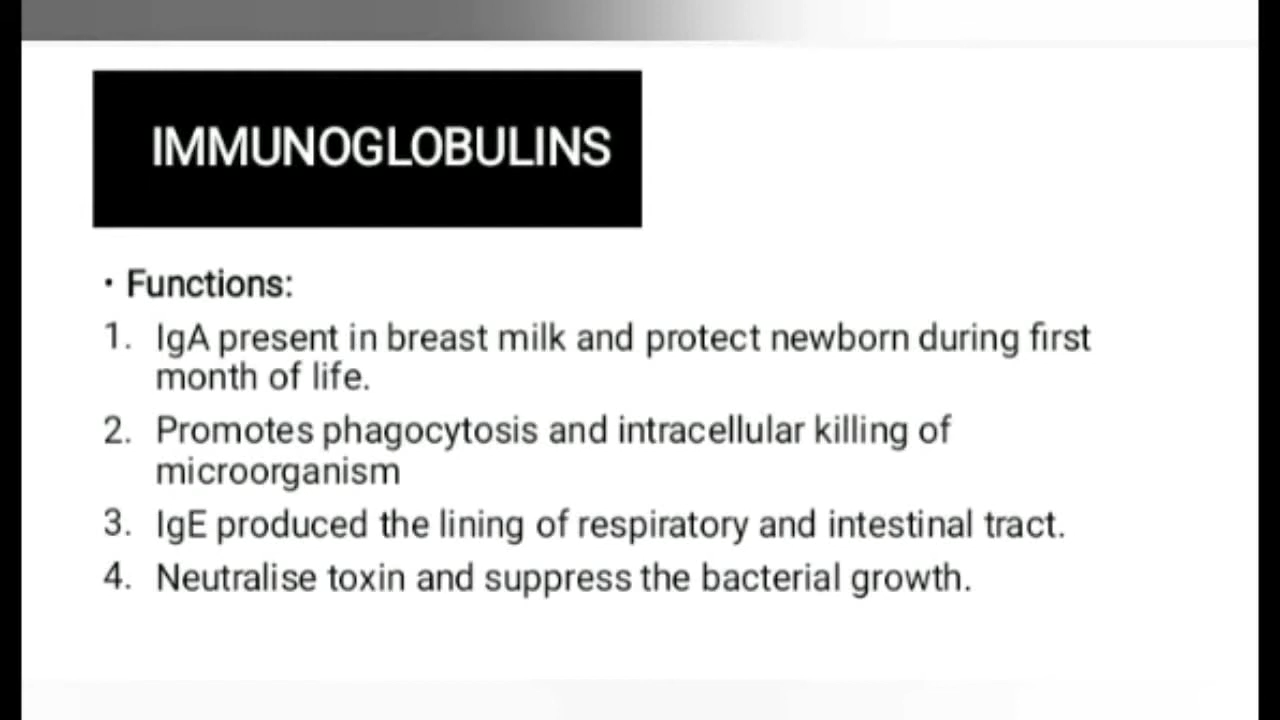 IMMUNOGLOBULINS
• Functions:
1. IgA present in breast milk and protect newborn during first
month of life.
2. Promotes phagocytosis and intracellular killing of
microorganism
3. IgE produced the lining of respiratory and intestinal tract.
4. Neutralise toxin and suppress the bacterial growth.